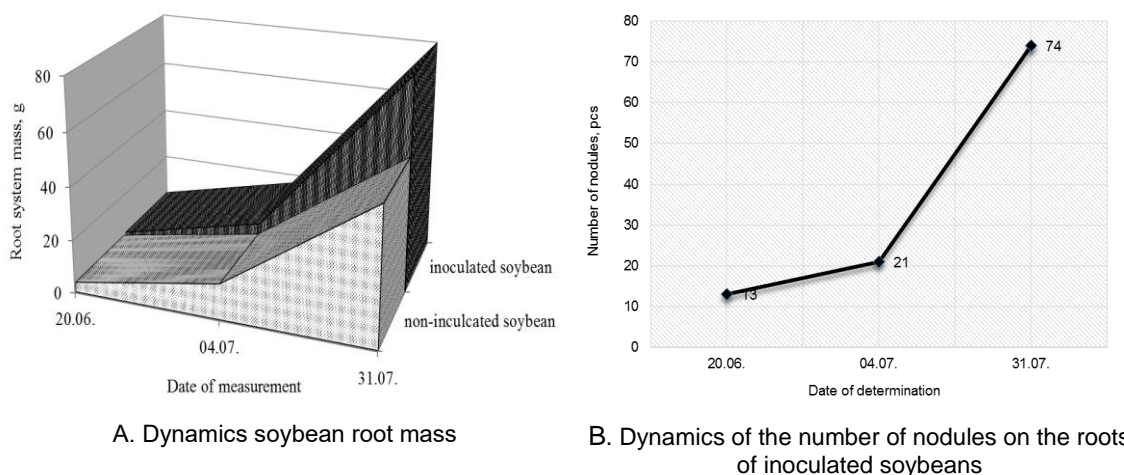 80
60
40
20
0
Root system mass, g
20.06.
04.07.
31.07.
Date of measurement
inoculated soybean
non-inculcated soybean
A. Dynamics soybean root mass
80
70
60
50
40
30
20
10
0
Number of nodules, pcs
13
21
74
20.06.
04.07.
31.07.
Date of determination
B. Dynamics of the number of nodules on the roots
of inoculated soybeans